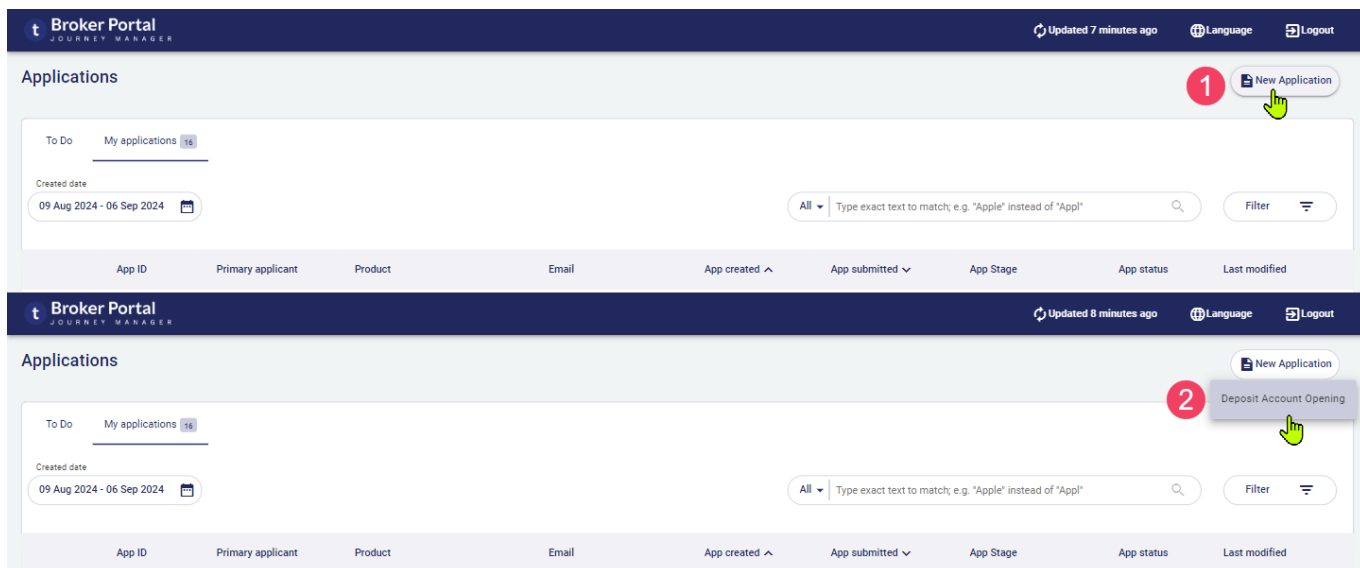 t Broker Portal Updated 7 minutes ago Language Logout
JOURNEY MANAGER
Applications 1 New Application
To Do My applications 16
Created date
09 Aug 2024 - 06 Sep 2024 All Type exact text to match; e.g. "Apple" instead of "Appl" Filter
App ID Primary applicant Product Email App created App submitted App Stage App status Last modified
t Broker Portal Updated 8 minutes ago Language Logout
JOURNEY MANAGER
Applications New Application
2 Deposit Account Opening
To Do My applications 16
Created date
09 Aug 2024 - 06 Sep 2024 All Type exact text to match; e.g. "Apple" instead of "Appl" Filter
App ID Primary applicant Product Email App created App submitted App Stage App status Last modified